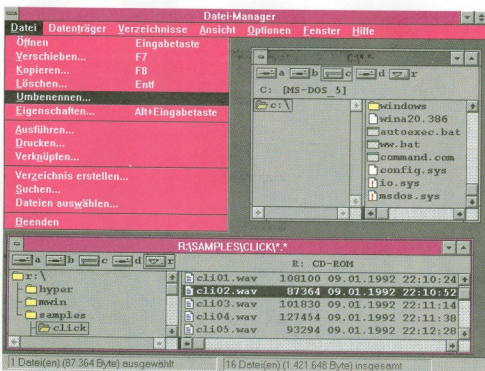 Datei-Manager
Datei Datenträger Verzeichnisse Ansicht Optionen Fenster Hilfe
Öffnen Eingabetaste
Verschieben... F7
Kopieren... F8
Löschen... Entf
Umbenennen...
Eigenschaften... Alt+Eingabetaste
Ausführen...
Drucken...
Verknüpfen...
Verzeichnis erstellen...
Suchen...
Dateien auswählen...
Beenden
C:\*.*
a b c d r
C: [MS-DOS_5]
c:\
windows
wina20.386
autoexec.bat
ww.bat
command.com
config.sys
io.sys
msdos.sys
R:\SAMPLES\CLICK\*.*
a b c d r
R: CD-ROM
r:\
hyper
mwin
samples
click
cli01.wav 108100 09.01.1992 22:10:24
cli02.wav 87364 09.01.1992 22:10:52
cli03.wav 101830 09.01.1992 22:11:14
cli04.wav 127454 09.01.1992 22:11:38
cli05.wav 93294 09.01.1992 22:12:28
1 Datei(en) (87.364 Byte) ausgewählt
16 Datei(en) (1.421.648 Byte) insgesamt